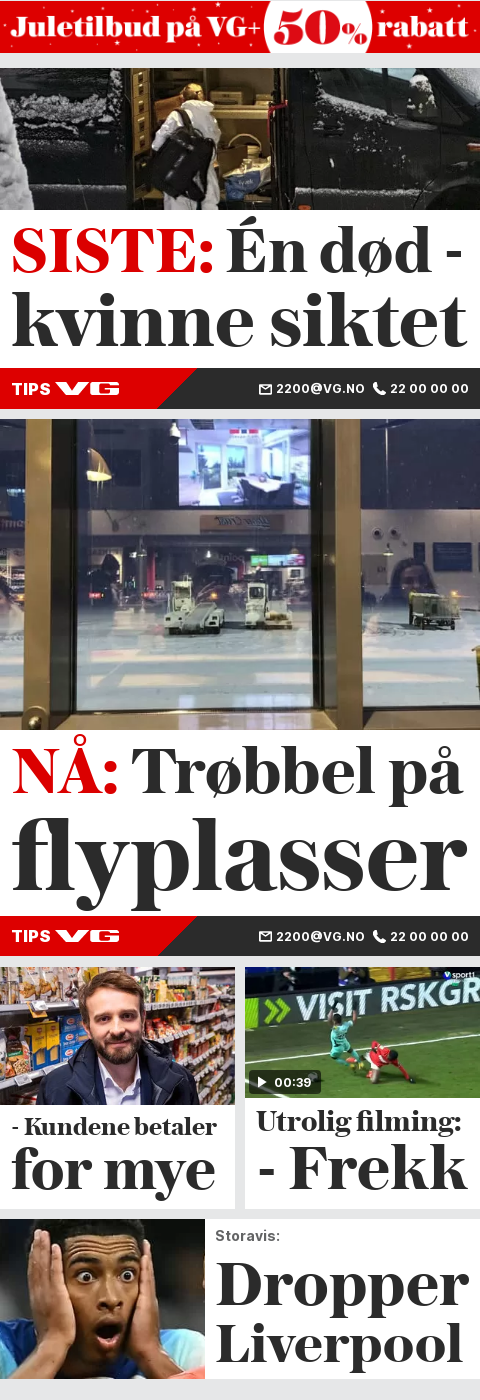 Juletilbud på VG+ 50% rabatt
SISTE: Én død -
kvinne siktet
TIPS VG 2200@VG.NO 22 00 00 00
NÅ: Trøbbel på
flyplasser
TIPS VG 2200@VG.NO 22 00 00 00
- Kundene betaler
for mye
V sport1
VISIT RSKGR
00:39
Utrolig filming:
- Frekk
Storavis:
Dropper
Liverpool